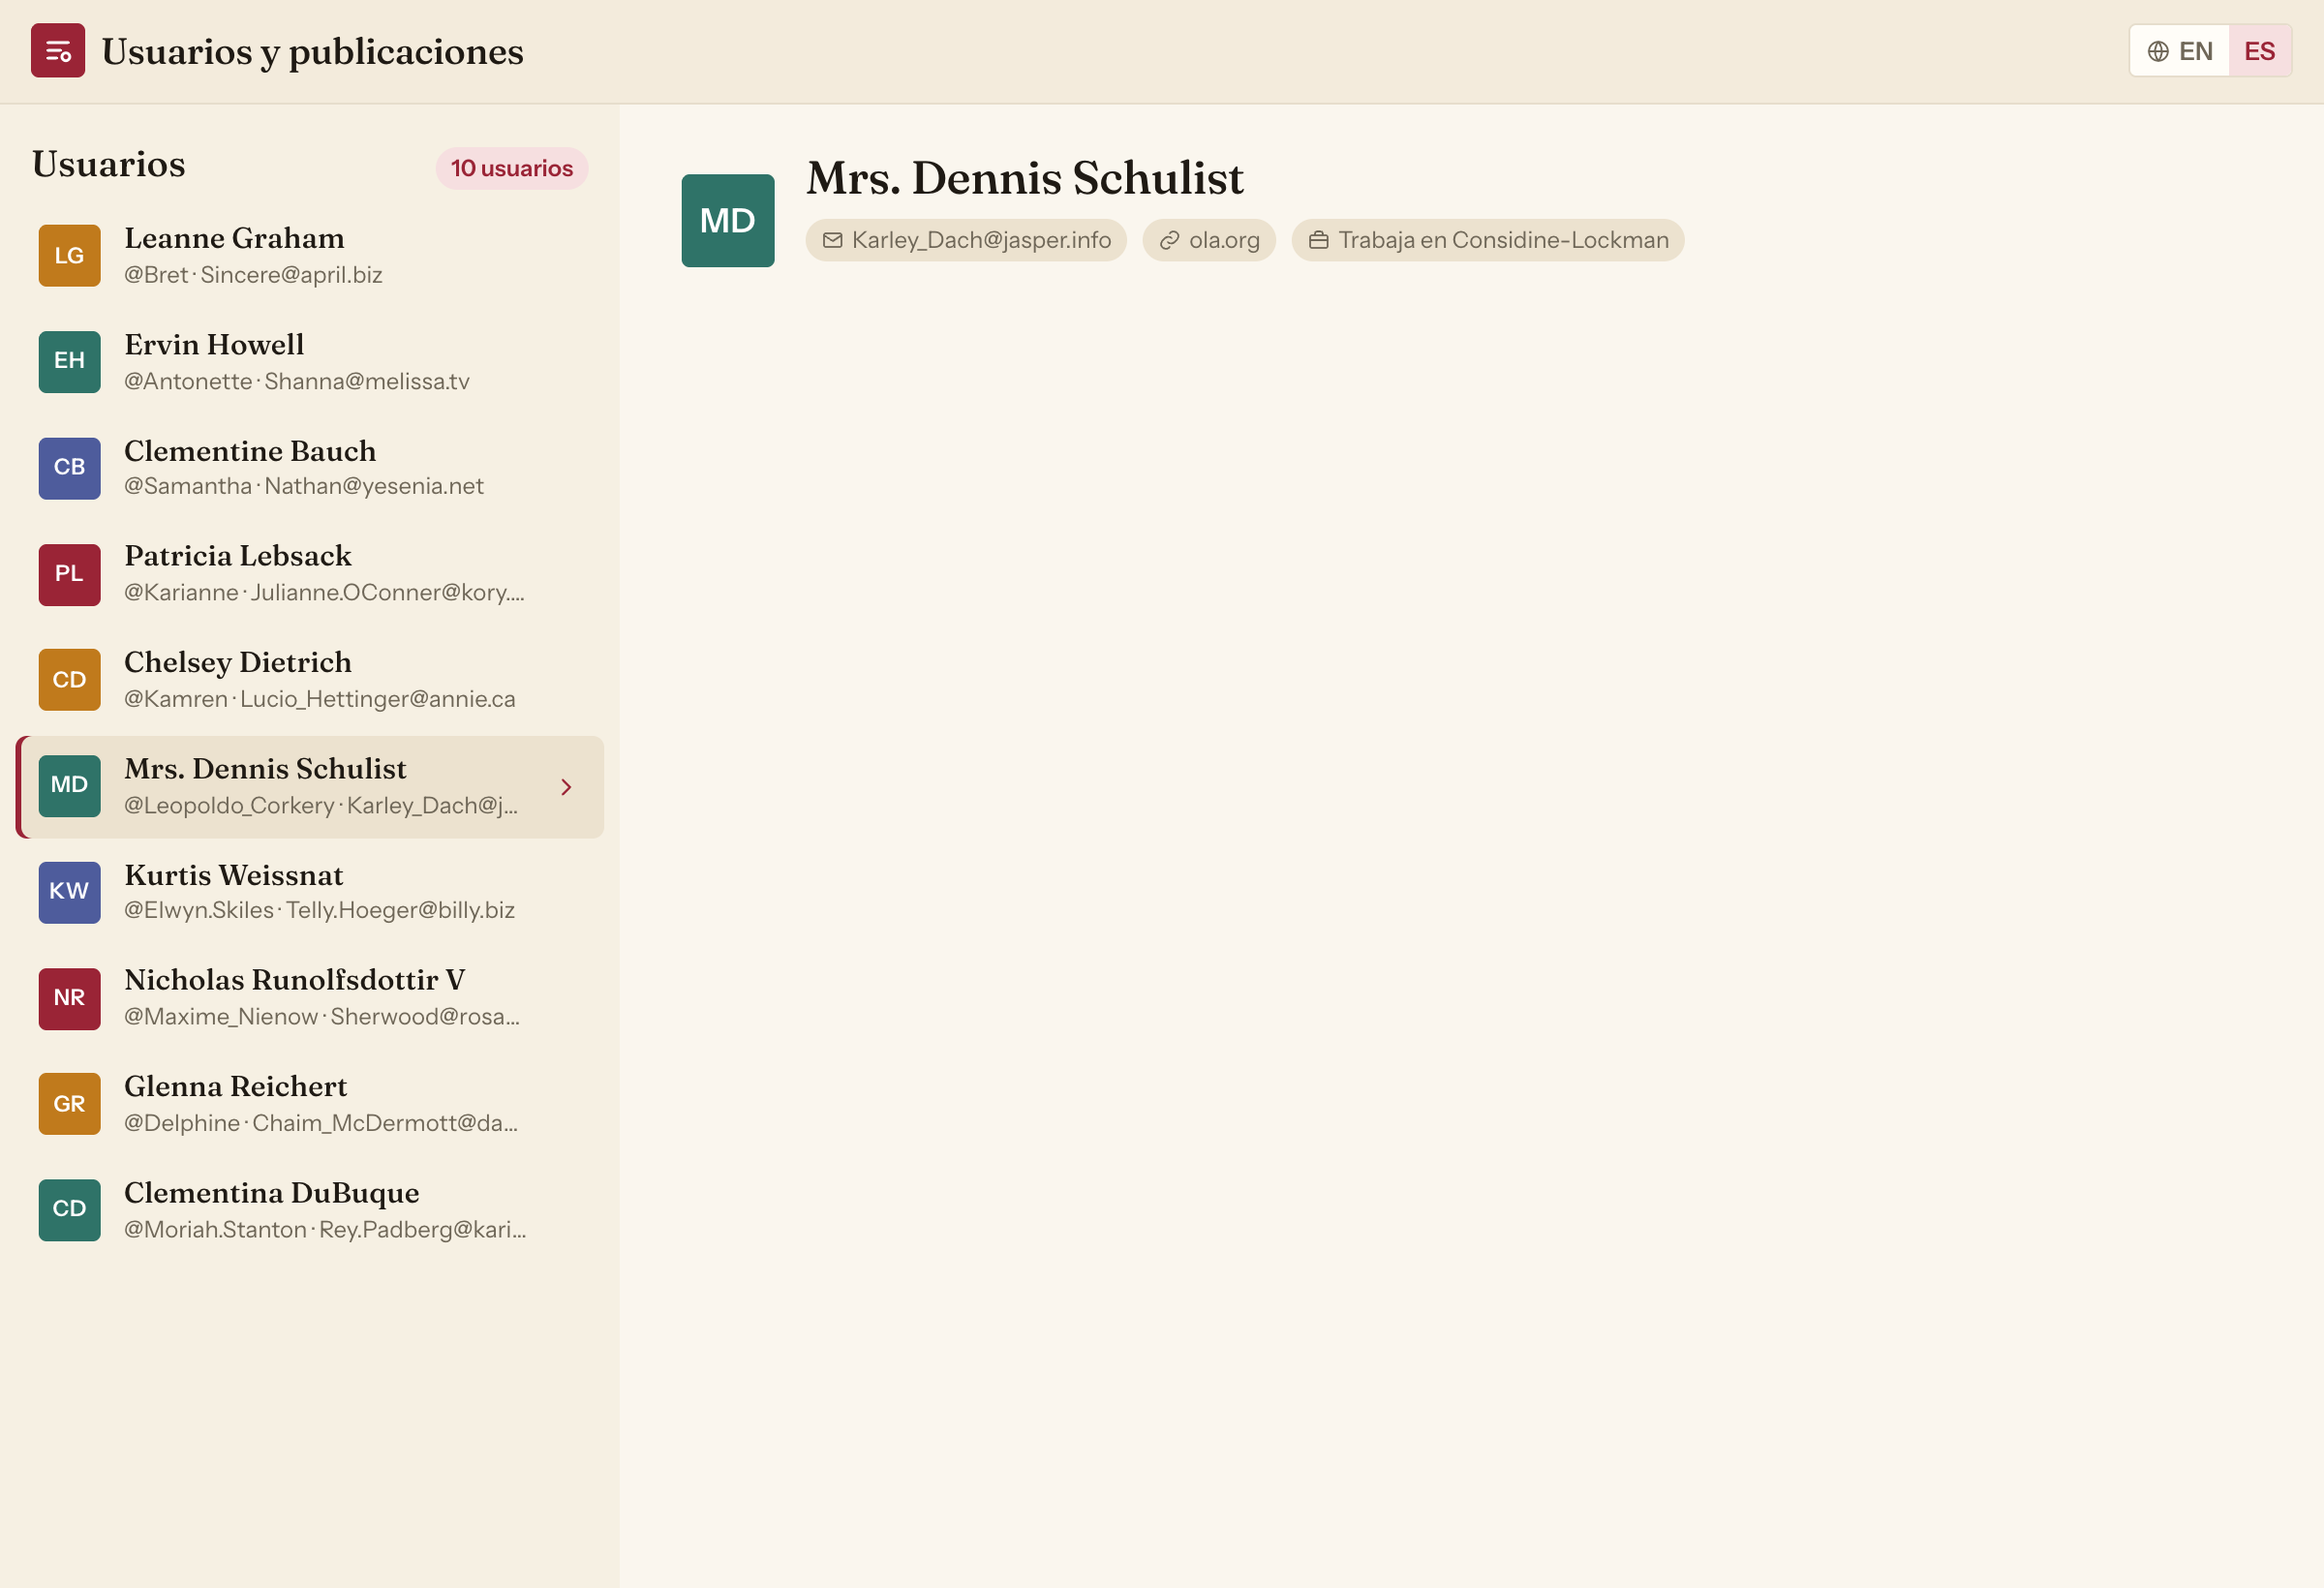 Usuarios y publicaciones
EN ES
Usuarios
10 usuarios
LG
Leanne Graham
@Bret · Sincere@april.biz
EH
Ervin Howell
@Antonette · Shanna@melissa.tv
CB
Clementine Bauch
@Samantha · Nathan@yesenia.net
PL
Patricia Lebsack
@Karianne · Julianne.OConner@kory....
CD
Chelsey Dietrich
@Kamren · Lucio_Hettinger@annie.ca
MD
Mrs. Dennis Schulist
@Leopoldo_Corkery · Karley_Dach@j...
KW
Kurtis Weissnat
@Elwyn.Skiles · Telly.Hoeger@billy.biz
NR
Nicholas Runolfsdottir V
@Maxime_Nienow · Sherwood@rosa...
GR
Glenna Reichert
@Delphine · Chaim_McDermott@da...
CD
Clementina DuBuque
@Moriah.Stanton · Rey.Padberg@kari...
MD
Mrs. Dennis Schulist
Karley_Dach@jasper.info ola.org Trabaja en Considine-Lockman